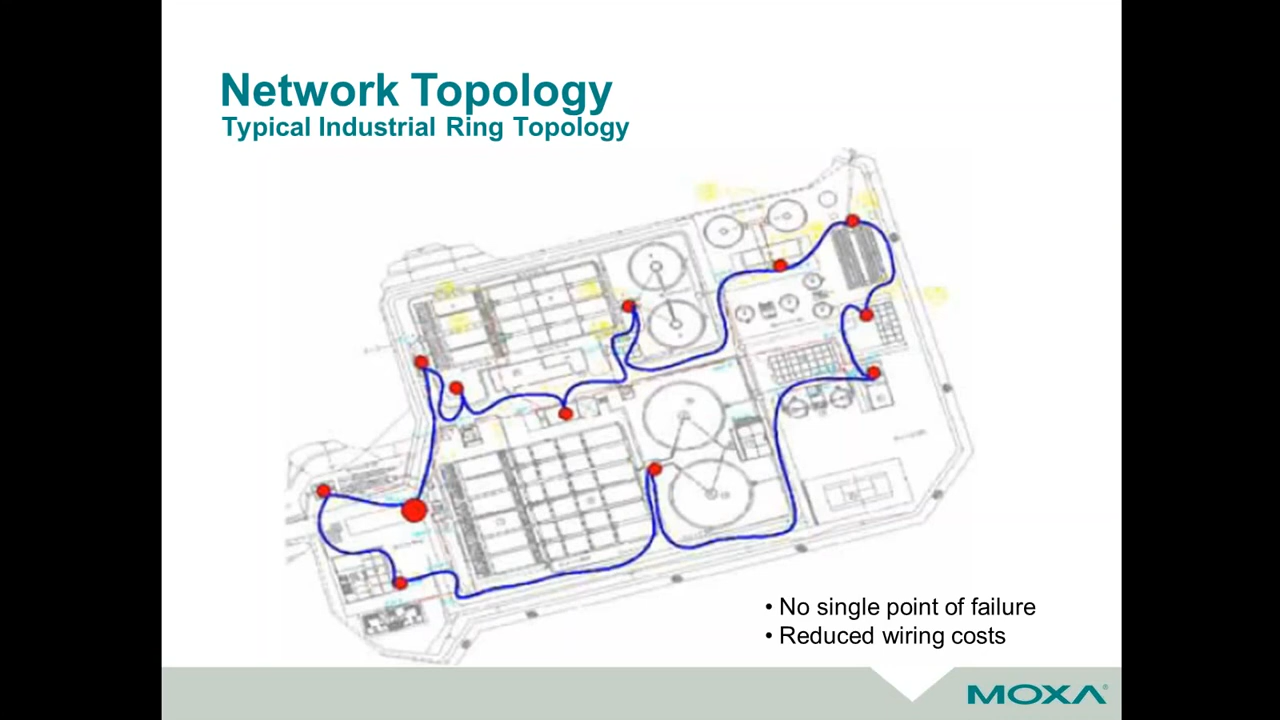 Network Topology
Typical Industrial Ring Topology
• No single point of failure
• Reduced wiring costs
MOXA®